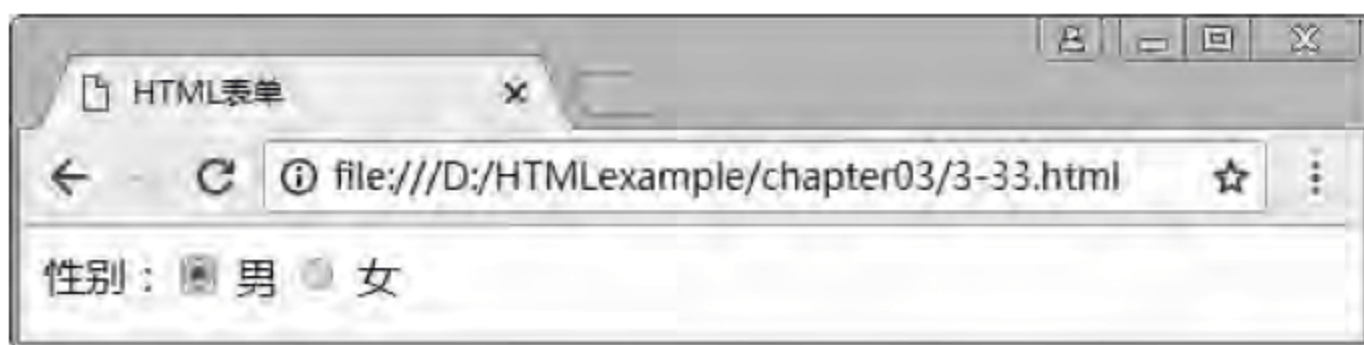 HTML表单
file:///D:/HTMLexample/chapter03/3-33.html
性别： 男 女